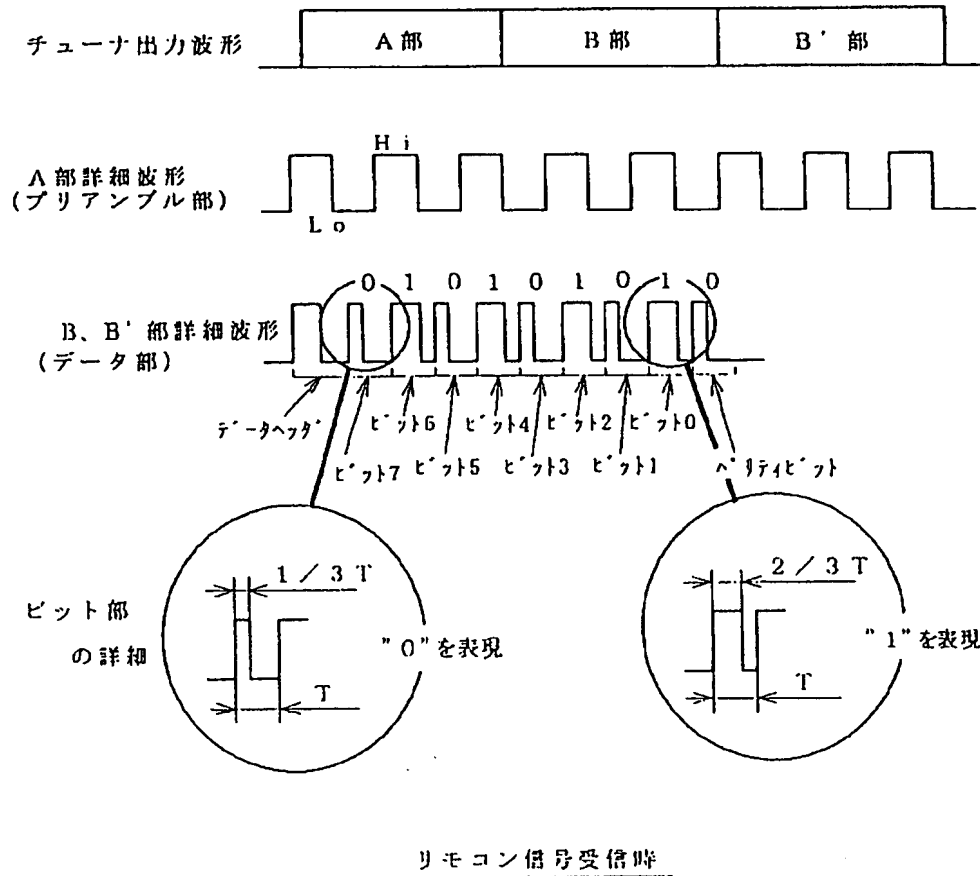 チューナ出力波形 A部 B部 B'部
Hi
A部詳細波形
(プリアンブル部)
Lo
0 1 0 1 0 1 0 1 0
B、B'部詳細波形
(データ部)
データヘッダ ビット6 ビット4 ビット2 ビット0
ビット7 ビット5 ビット3 ビット1 パリティビット
1/3T 2/3T
ビット部
の詳細
"0"を表現 "1"を表現
T T
リモコン信号受信時